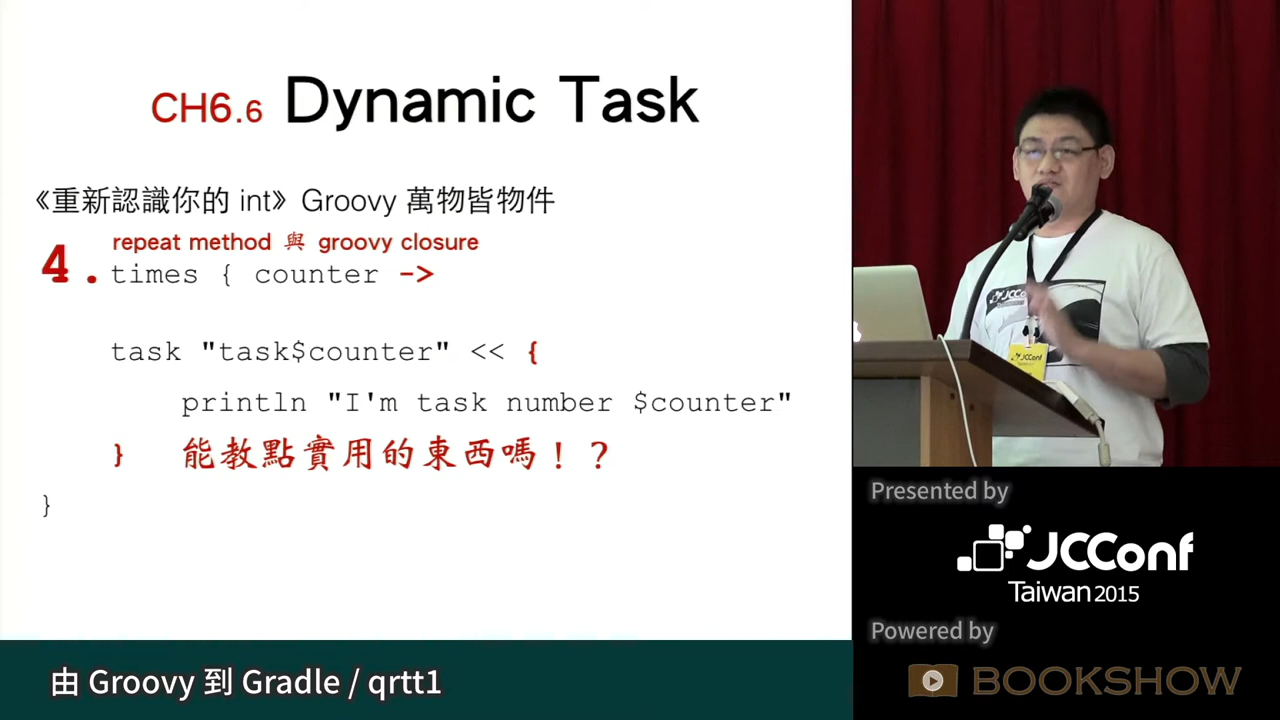 CH6.6 Dynamic Task
《重新認識你的 int》Groovy 萬物皆物件
repeat method 與 groovy closure
4.times { counter ->
task "task$counter" << {
println "I'm task number $counter"
} 能教點實用的東西嗎！？
}
JCConf
JCConf
Presented by
JCConf
Taiwan 2015
Powered by
BOOKSHOW
由 Groovy 到 Gradle / qrtt1